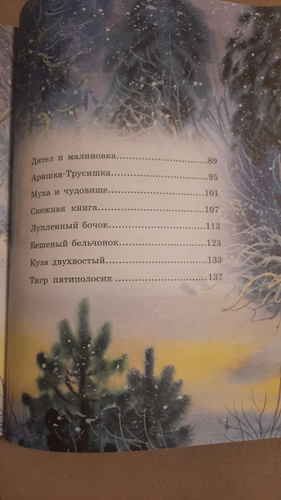 Дятел и малиновка..............................89
Аришка-Трусишка..............................95
Муха и чудовище..............................101
Снежная книга..............................107
Лупленный бочок..............................113
Бешеный бельчонок..............................123
Кузя двухвостый..............................133
Тигр пятиполосик..............................137